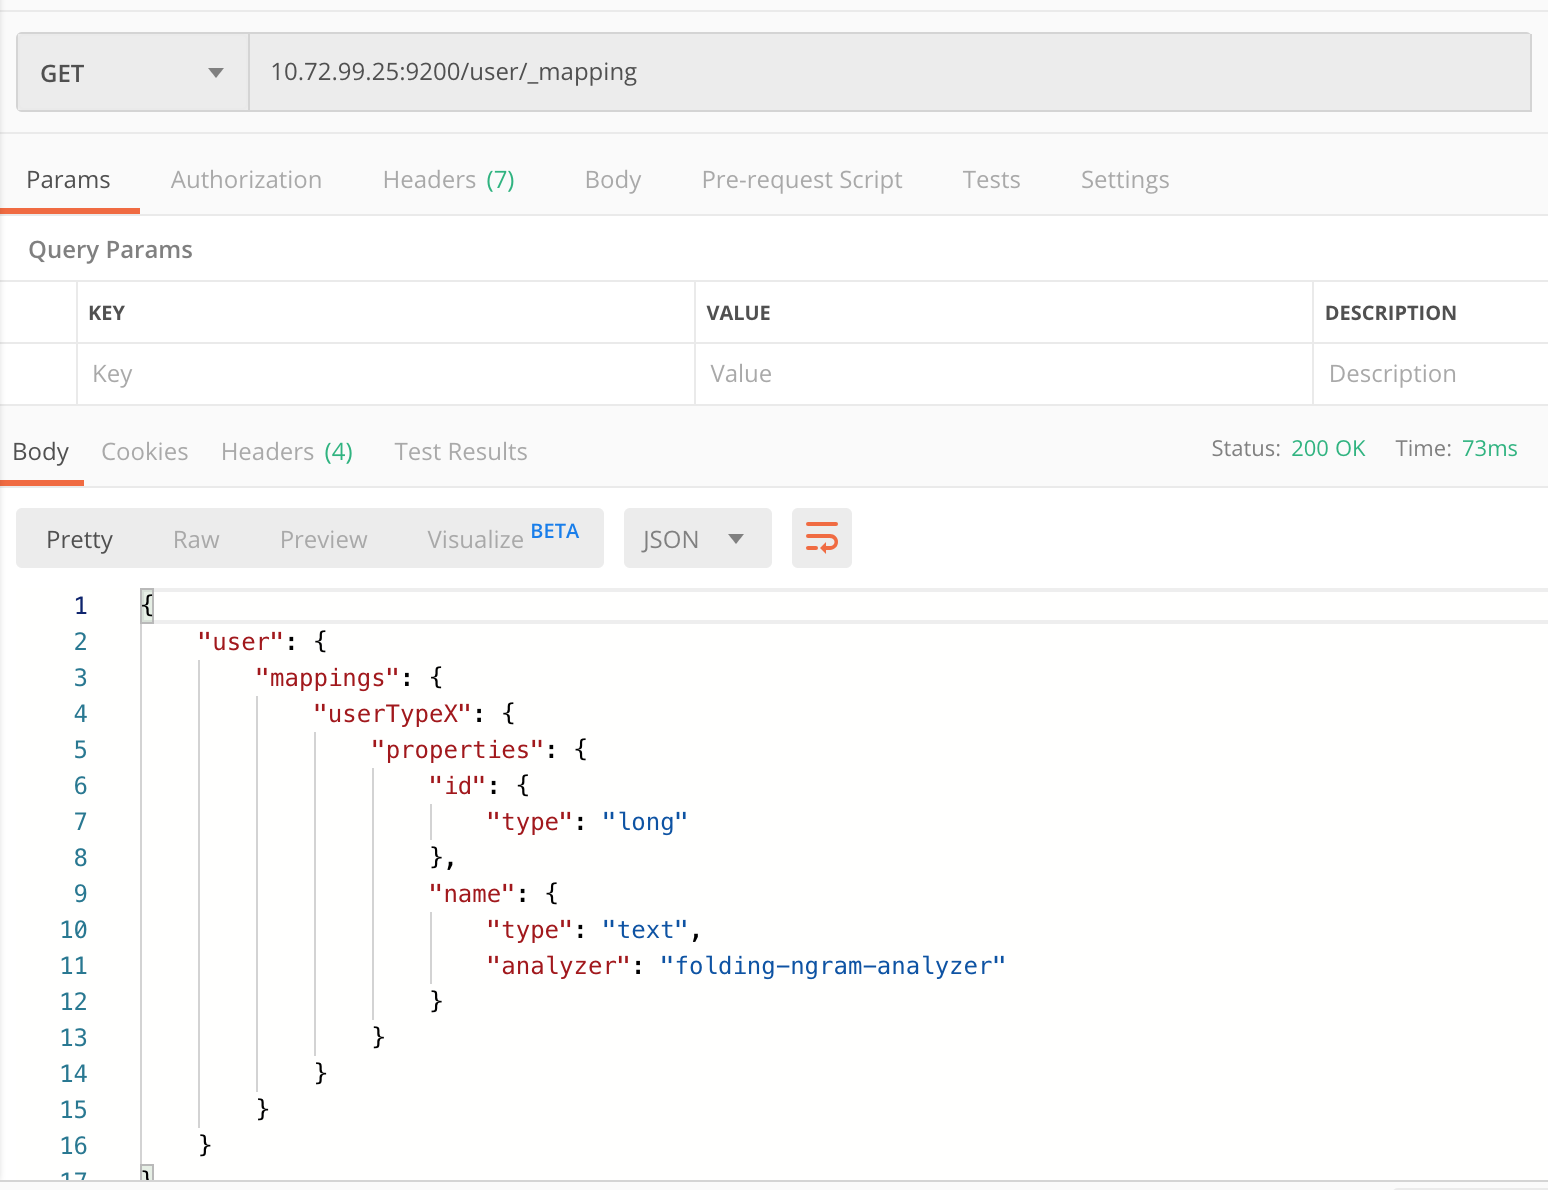 GET 10.72.99.25:9200/user/_mapping
Params Authorization Headers (7) Body Pre-request Script Tests Settings
Query Params
KEY VALUE DESCRIPTION
Key Value Description
Body Cookies Headers (4) Test Results Status: 200 OK Time: 73ms
Pretty Raw Preview Visualize BETA JSON
1 {
2 "user": {
3 "mappings": {
4 "userTypeX": {
5 "properties": {
6 "id": {
7 "type": "long"
8 },
9 "name": {
10 "type": "text",
11 "analyzer": "folding-ngram-analyzer"
12 }
13 }
14 }
15 }
16 }
17 }